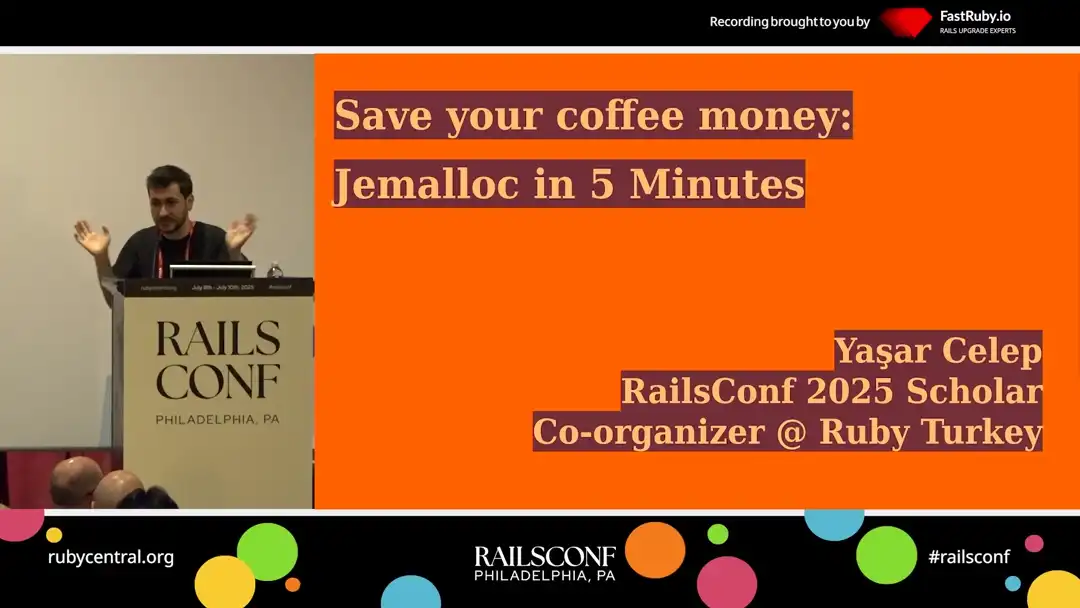 Recording brought to you by
FastRuby.io
RAILS UPGRADE EXPERTS
Save your coffee money:
Jemalloc in 5 Minutes
Yaşar Celep
RailsConf 2025 Scholar
Co-organizer @ Ruby Turkey
July 8th - July 10th, 2025
RAILS
CONF
PHILADELPHIA, PA
rubycentral.org
RAILSCONF
PHILADELPHIA, PA
#railsconf